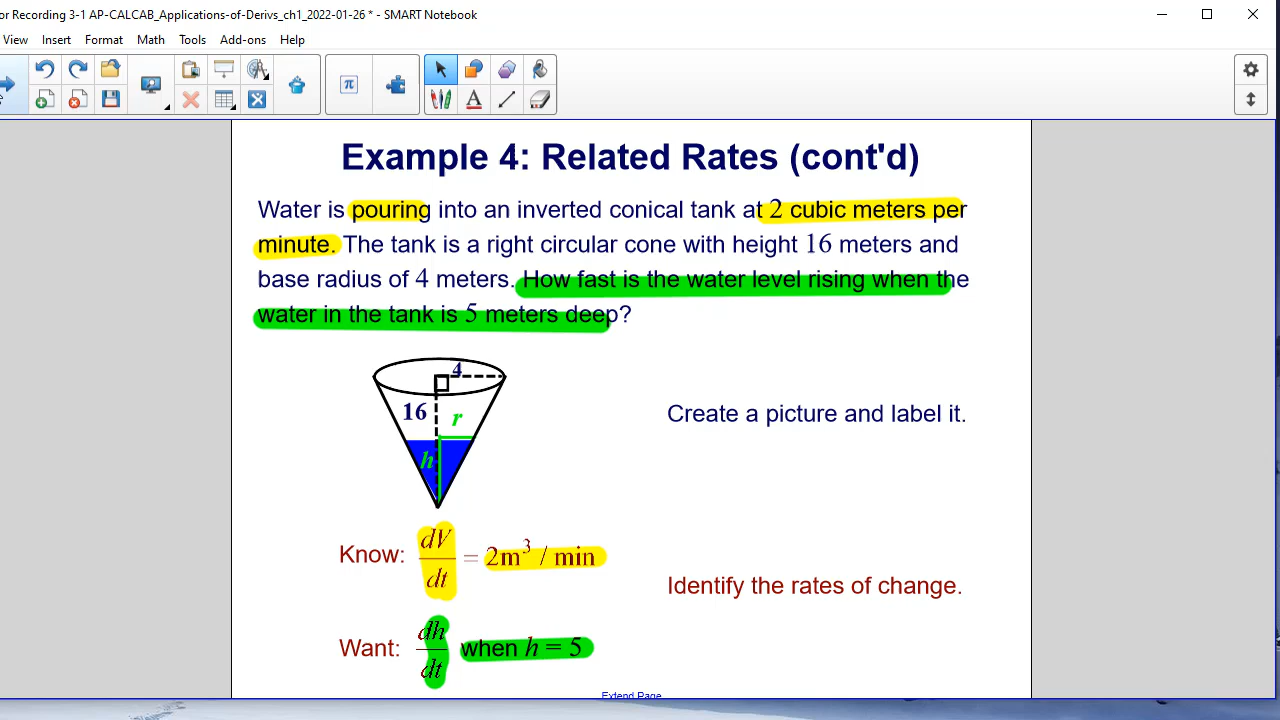 or Recording 3-1 AP-CALCAB_Applications-of-Derivs_ch1_2022-01-26 * - SMART Notebook
View Insert Format Math Tools Add-ons Help
π
A
Example 4: Related Rates (cont'd)
Water is pouring into an inverted conical tank at 2 cubic meters per
minute. The tank is a right circular cone with height 16 meters and
base radius of 4 meters. How fast is the water level rising when the
water in the tank is 5 meters deep?
4
16 r
h
Create a picture and label it.
Know: dV/dt = 2m³ / min
Identify the rates of change.
Want: dh/dt when h = 5
Extend Page